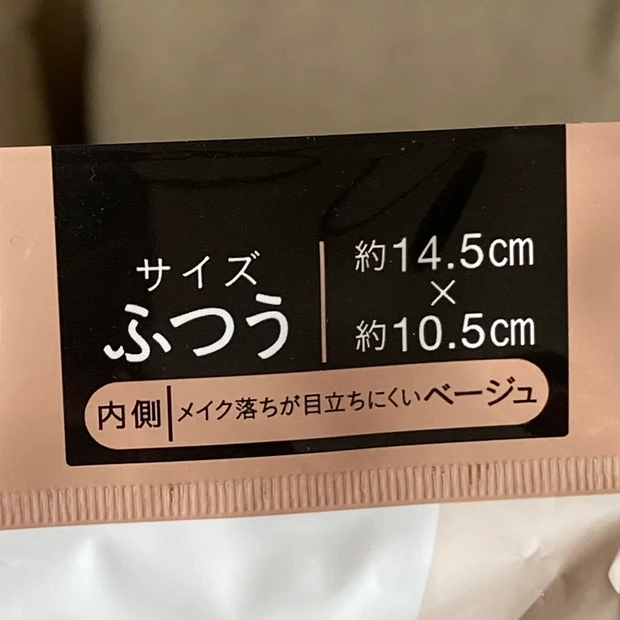 サイズ
ふつう
約14.5cm
×
約10.5cm
内側
メイク落ちが目立ちにくいベージュ